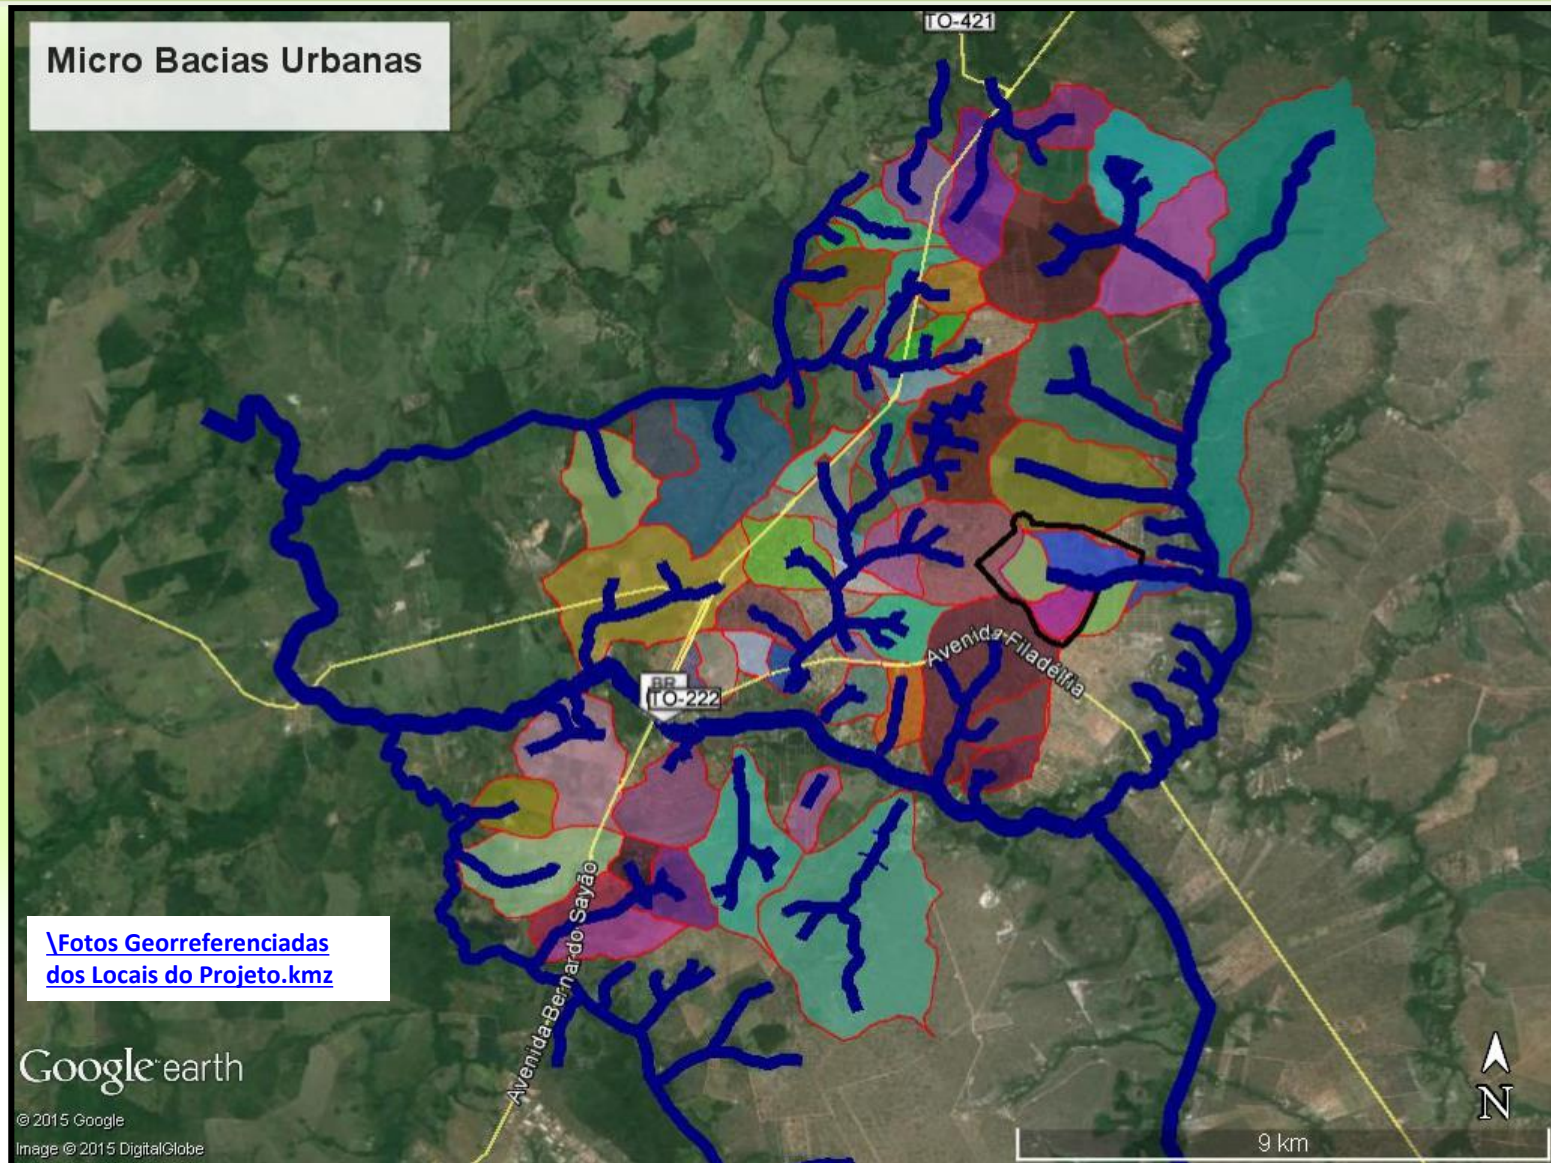 TO-421
Micro Bacias Urbanas
Avenida Filadélfia
BR
TO-222
Avenida Bernardo Sayão
\Fotos Georreferenciadas
dos Locais do Projeto.kmz
Google earth
© 2015 Google
Image © 2015 DigitalGlobe
N
9 km